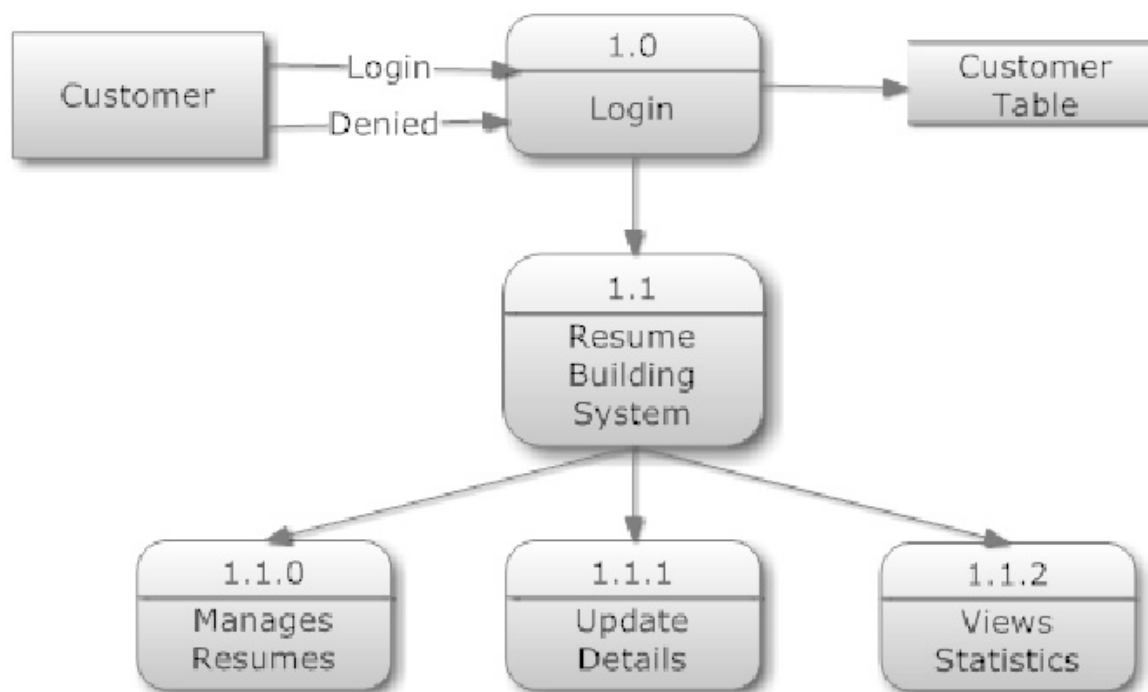 Customer
Login
Denied
1.0
Login
Customer
Table
1.1
Resume
Building
System
1.1.0
Manages
Resumes
1.1.1
Update
Details
1.1.2
Views
Statistics